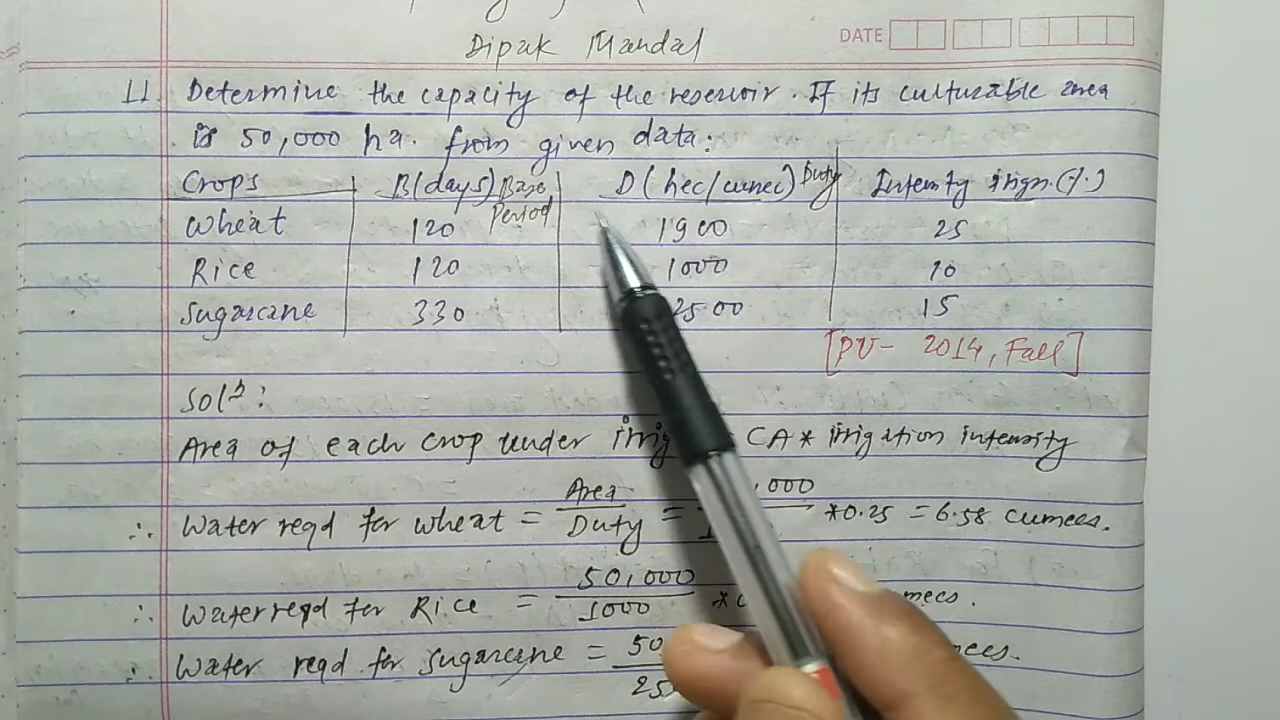 Dipak Mandal
DATE
11. Determine the capacity of the reservoir. If its culturable area
is 50,000 ha. from given data:
Crops B(days) Base Period D(hec/cumec) Duty Intensity irrign.(%)
Wheat 120 1900 25
Rice 120 1000 10
Sugarcane 330 2500 15
[PU- 2014, Fall]
Solⁿ:
Area of each crop under CA * irrigation intensity
∴ Water reqd for wheat = Area/Duty = *0.25 = 6.58 cumecs.
∴ Water reqd for Rice = 50,000/1000
∴ Water reqd for sugarcane =